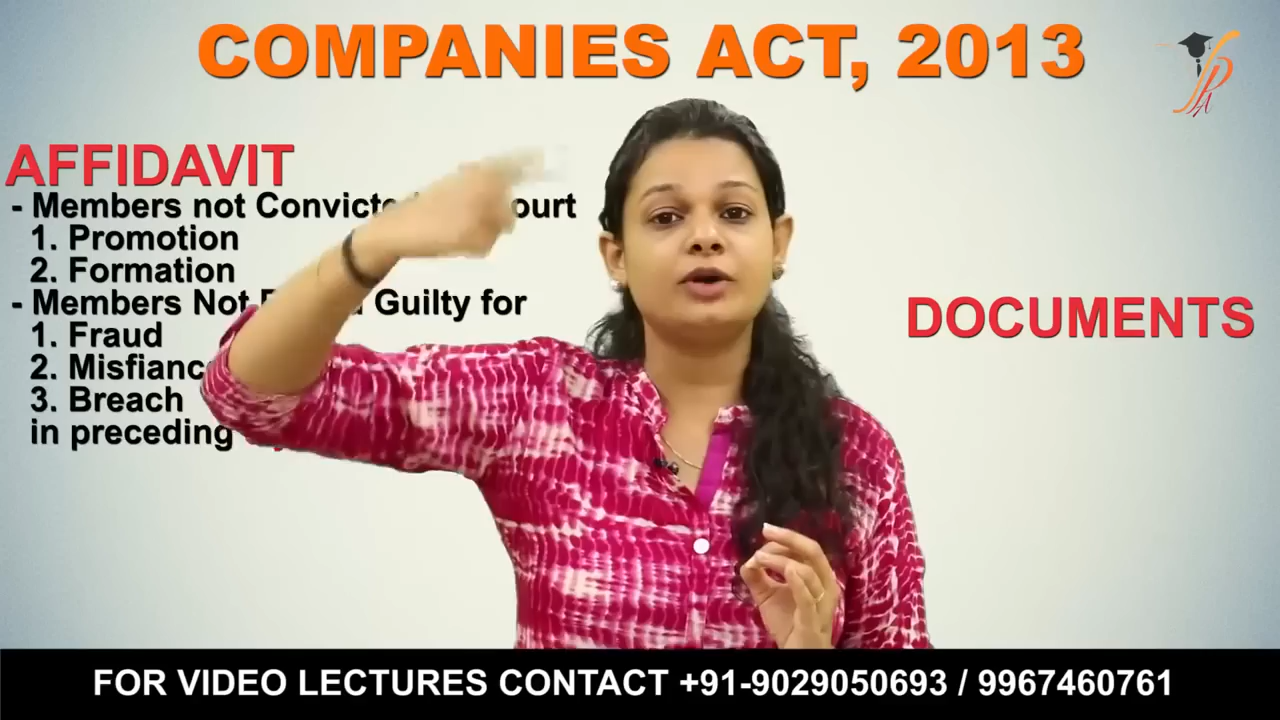 COMPANIES ACT, 2013
AFFIDAVIT
- Members not
1. Promotion
2. Formation
- Members Not Guilty for
1. Fraud
2.
3. Breach
in preceding
DOCUMENTS
FOR VIDEO LECTURES CONTACT +91-9029050693 / 9967460761